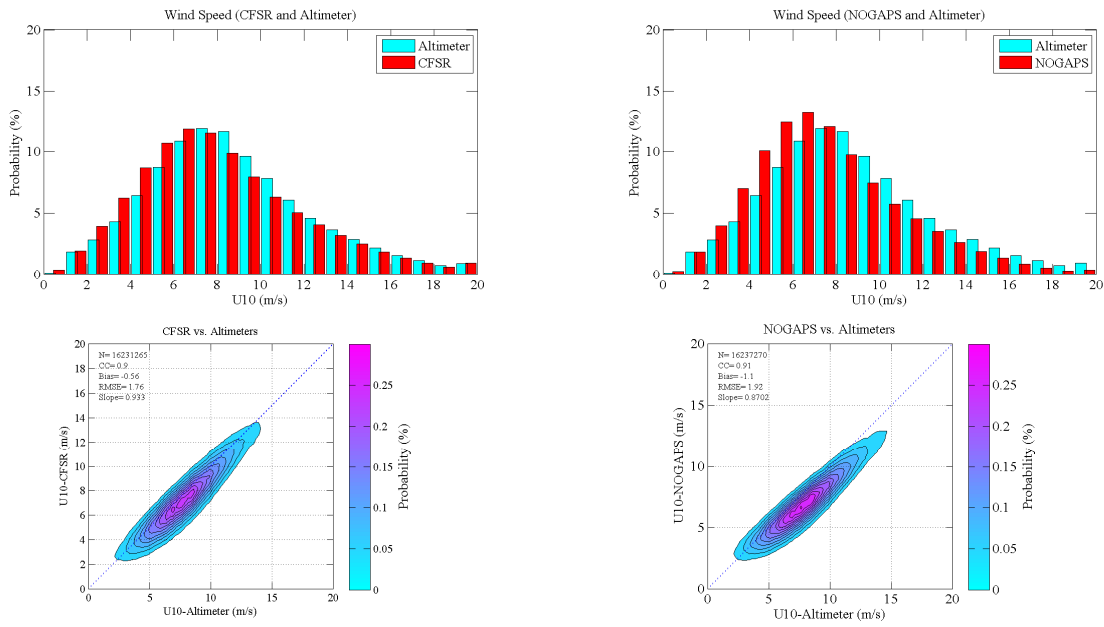 Wind Speed (CFSR and Altimeter)
20
15
10
5
0
Probability (%)
Altimeter
CFSR
0 2 4 6 8 10 12 14 16 18 20
U10 (m/s)
Wind Speed (NOGAPS and Altimeter)
20
15
10
5
0
Probability (%)
Altimeter
NOGAPS
0 2 4 6 8 10 12 14 16 18 20
U10 (m/s)
CFSR vs. Altimeters
20
18
16
14
12
10
8
6
4
2
0
U10-CFSR (m/s)
N= 16231265
CC= 0.9
Bias= -0.56
RMSE= 1.76
Slope= 0.933
0 5 10 15 20
U10-Altimeter (m/s)
0.25
0.2
0.15
0.1
0.05
0
Probability (%)
NOGAPS vs. Altimeters
20
15
10
5
0
U10-NOGAPS (m/s)
N= 16237270
CC= 0.91
Bias= -1.1
RMSE= 1.92
Slope= 0.8702
0 5 10 15 20
U10-Altimeter (m/s)
0.25
0.2
0.15
0.1
0.05
0
Probability (%)